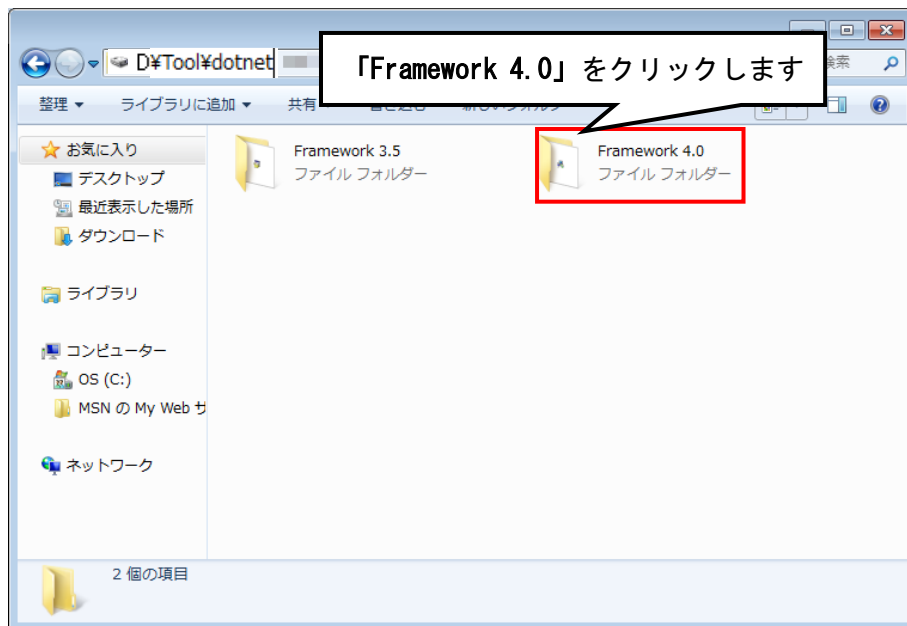 D¥Tool¥dotnet
「Framework 4.0」をクリックします
検索
整理
ライブラリに追加
共有
お気に入り
デスクトップ
最近表示した場所
ダウンロード
ライブラリ
コンピューター
OS (C:)
MSN の My Web サ
ネットワーク
Framework 3.5
ファイル フォルダー
Framework 4.0
ファイル フォルダー
2 個の項目